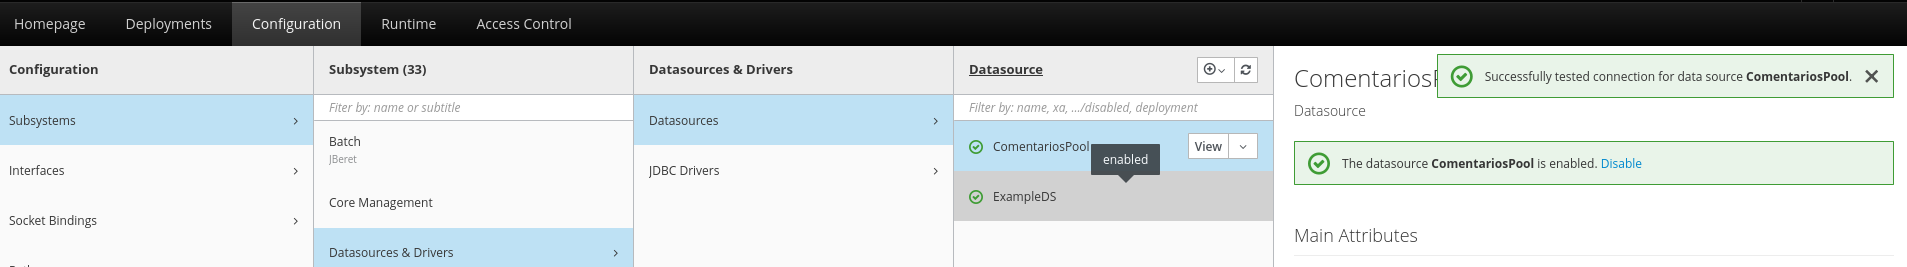 Homepage
Deployments
Configuration
Runtime
Access Control
Configuration
Subsystems
Interfaces
Socket Bindings
Subsystem (33)
Fiter by: name or subtitle
Batch
JBeret
Core Management
Datasources & Drivers
Datasources & Drivers
Datasources
JDBC Drivers
Datasource
Filter by: name, xa, .../disabled, deployment
ComentariosPool
View
enabled
ExampleDS
Successfully tested connection for data source ComentariosPool.
Datasource
The datasource ComentariosPool is enabled. Disable
Main Attributes